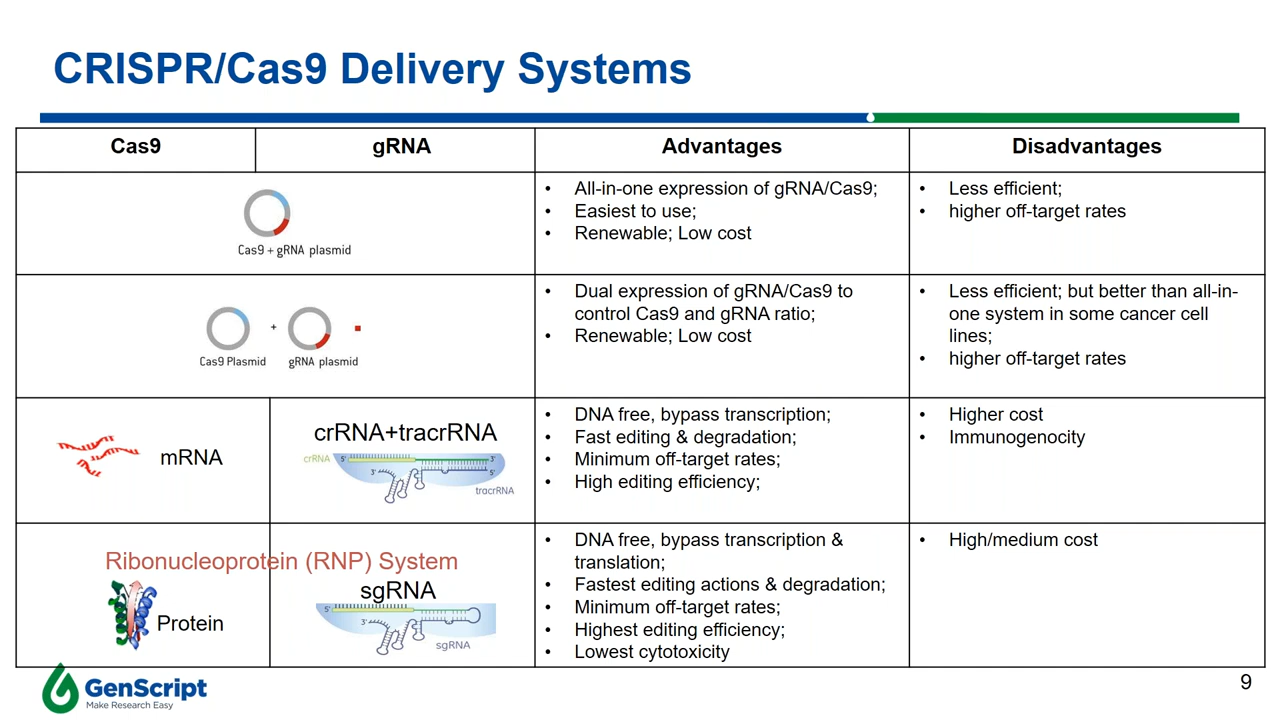 CRISPR/Cas9 Delivery Systems
Cas9
gRNA
Advantages
Disadvantages
Cas9 + gRNA plasmid
• All-in-one expression of gRNA/Cas9;
• Easiest to use;
• Renewable; Low cost
• Less efficient;
• higher off-target rates
Cas9 Plasmid
+
gRNA plasmid
• Dual expression of gRNA/Cas9 to
control Cas9 and gRNA ratio;
• Renewable; Low cost
• Less efficient; but better than all-in-
one system in some cancer cell
lines;
• higher off-target rates
mRNA
crRNA+tracrRNA
crRNA
5'
3'
3'
5'
tracrRNA
• DNA free, bypass transcription;
• Fast editing & degradation;
• Minimum off-target rates;
• High editing efficiency;
• Higher cost
• Immunogenocity
Ribonucleoprotein (RNP) System
Protein
sgRNA
5'
3'
sgRNA
• DNA free, bypass transcription &
translation;
• Fastest editing actions & degradation;
• Minimum off-target rates;
• Highest editing efficiency;
• Lowest cytotoxicity
• High/medium cost
GenScript
Make Research Easy
9